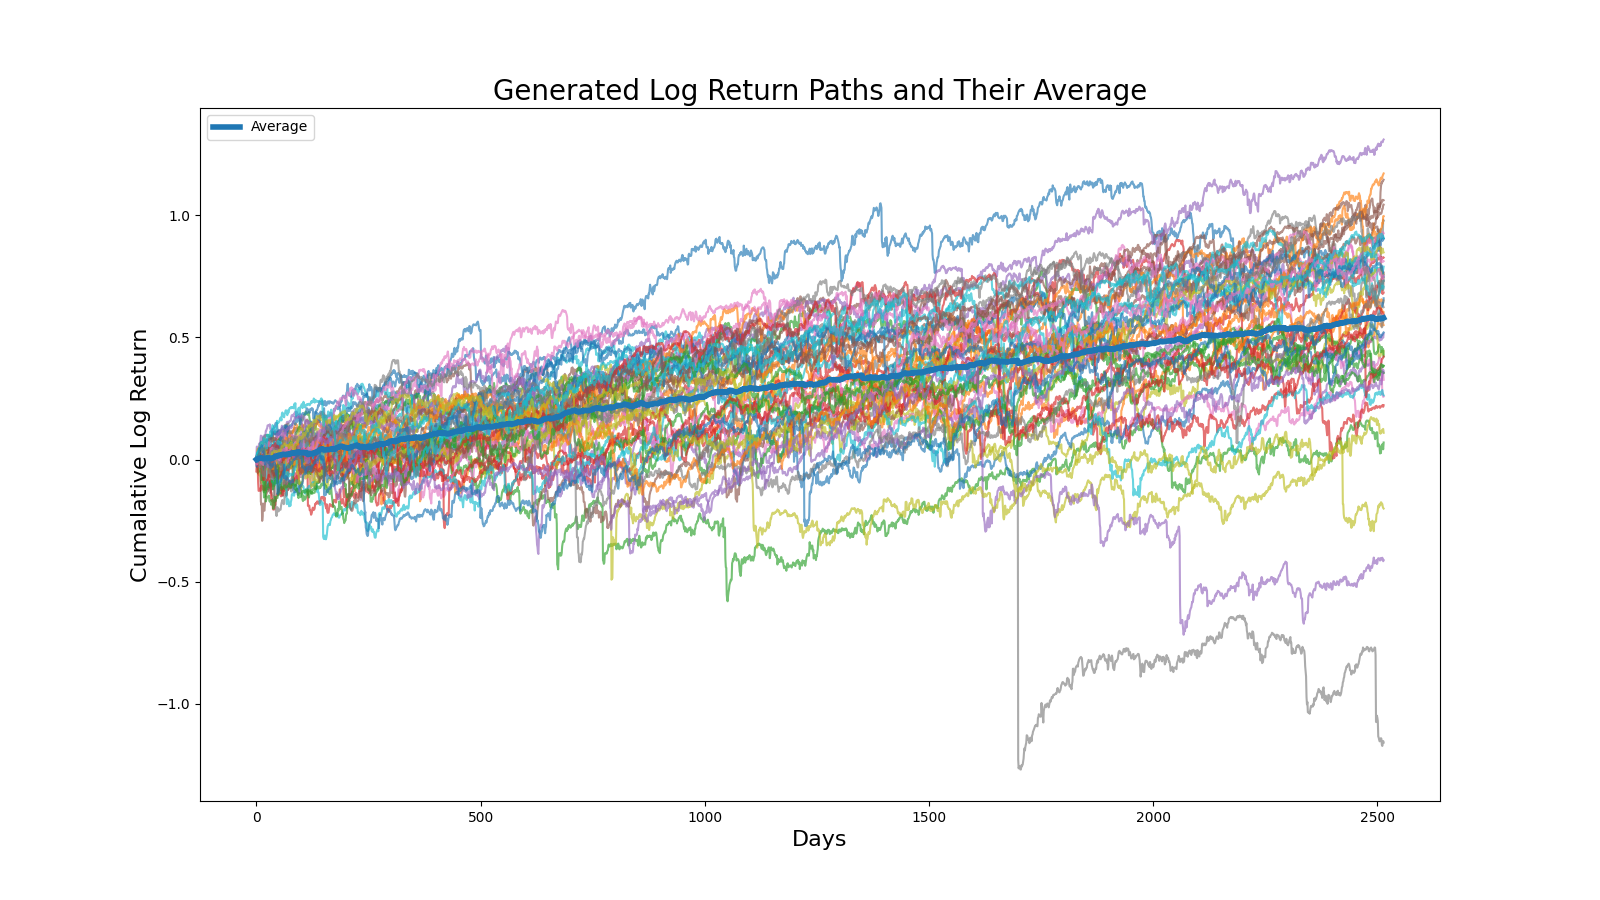 Generated Log Return Paths and Their Average
Average
Cumalative Log Return
1.0
0.5
0.0
−0.5
−1.0
0
500
1000
1500
2000
2500
Days